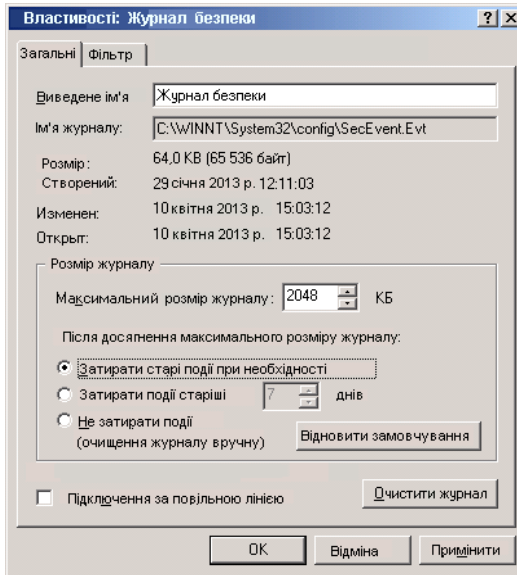 Властивості: Журнал безпеки
Загальні Фільтр
Виведене ім'я Журнал безпеки
Ім'я журналу: C:\WINNT\System32\config\SecEvent.Evt
Розмір: 64,0 KB (65 536 байт)
Створений: 29 січня 2013 р. 12:11:03
Изменен: 10 квітня 2013 р. 15:03:12
Открыт: 10 квітня 2013 р. 15:03:12
Розмір журналу
Максимальний розмір журналу: 2048 КБ
Після досягнення максимального розміру журналу:
Затирати старі події при необхідності
Затирати події старіші 7 днів
Не затирати події
(очищення журналу вручну) Відновити замовчування
Підключення за повільною лінією Очистити журнал
OK Відміна Примінити